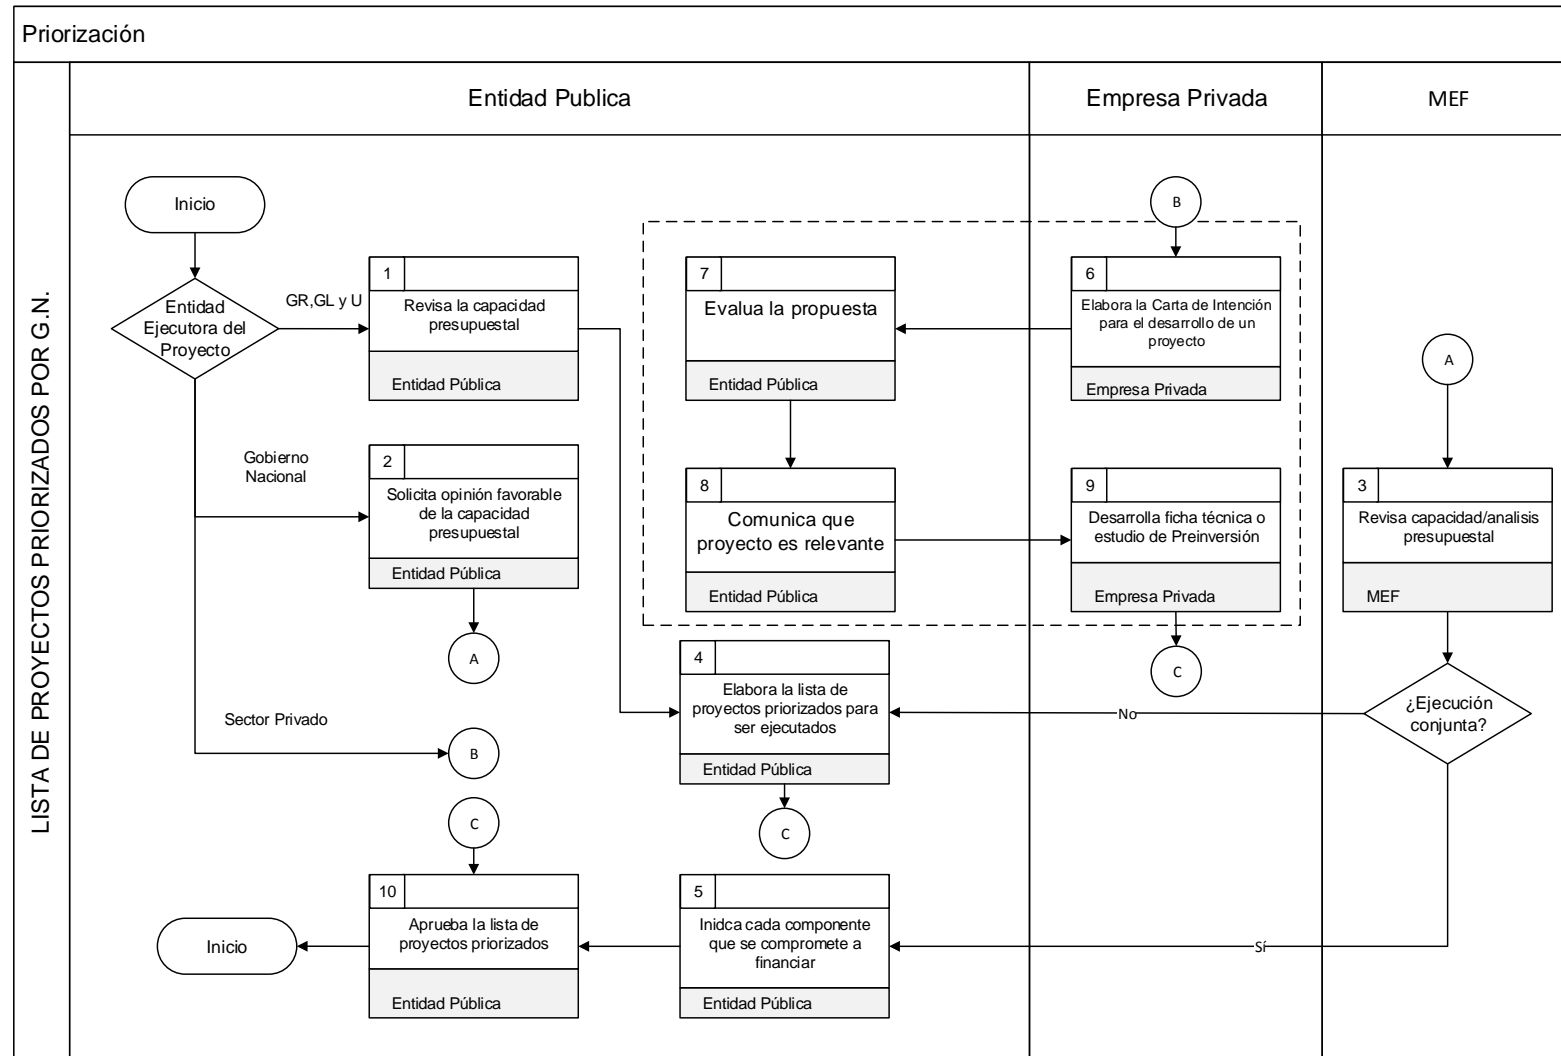 Priorización
LISTA DE PROYECTOS PRIORIZADOS POR G.N.
Entidad Publica
Empresa Privada
MEF
Inicio
Entidad
Ejecutora del
Proyecto
GR,GL y U
1
Revisa la capacidad
presupuestal
Entidad Pública
Gobierno
Nacional
2
Solicita opinión favorable
de la capacidad
presupuestal
Entidad Pública
A
Sector Privado
B
C
10
Aprueba la lista de
proyectos priorizados
Entidad Pública
Inicio
7
Evalua la propuesta
Entidad Pública
8
Comunica que
proyecto es relevante
Entidad Pública
4
Elabora la lista de
proyectos priorizados para
ser ejecutados
Entidad Pública
C
5
Inidca cada componente
que se compromete a
financiar
Entidad Pública
B
6
Elabora la Carta de Intención
para el desarrollo de un
proyecto
Empresa Privada
9
Desarrolla ficha técnica o
estudio de Preinversión
Empresa Privada
C
A
3
Revisa capacidad/analisis
presupuestal
MEF
¿Ejecución
conjunta?
No
Sí